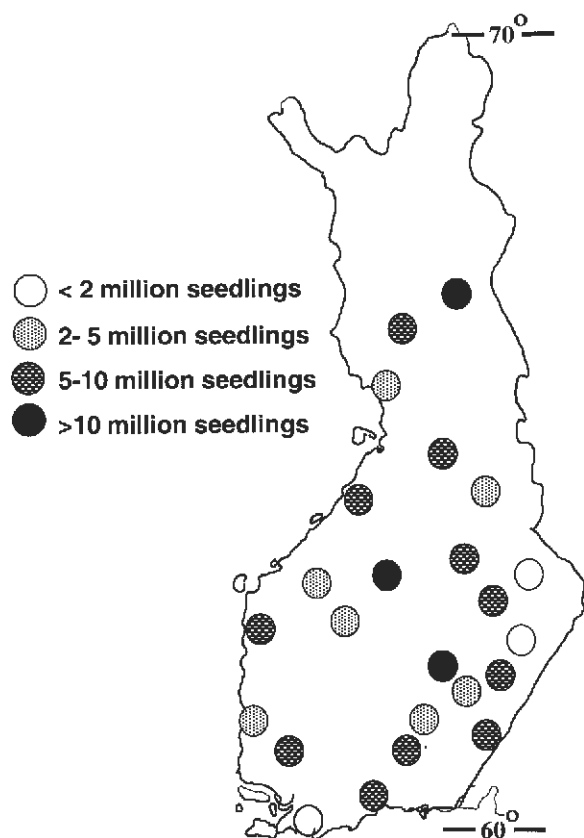 70°
< 2 million seedlings
2- 5 million seedlings
5-10 million seedlings
>10 million seedlings
60°